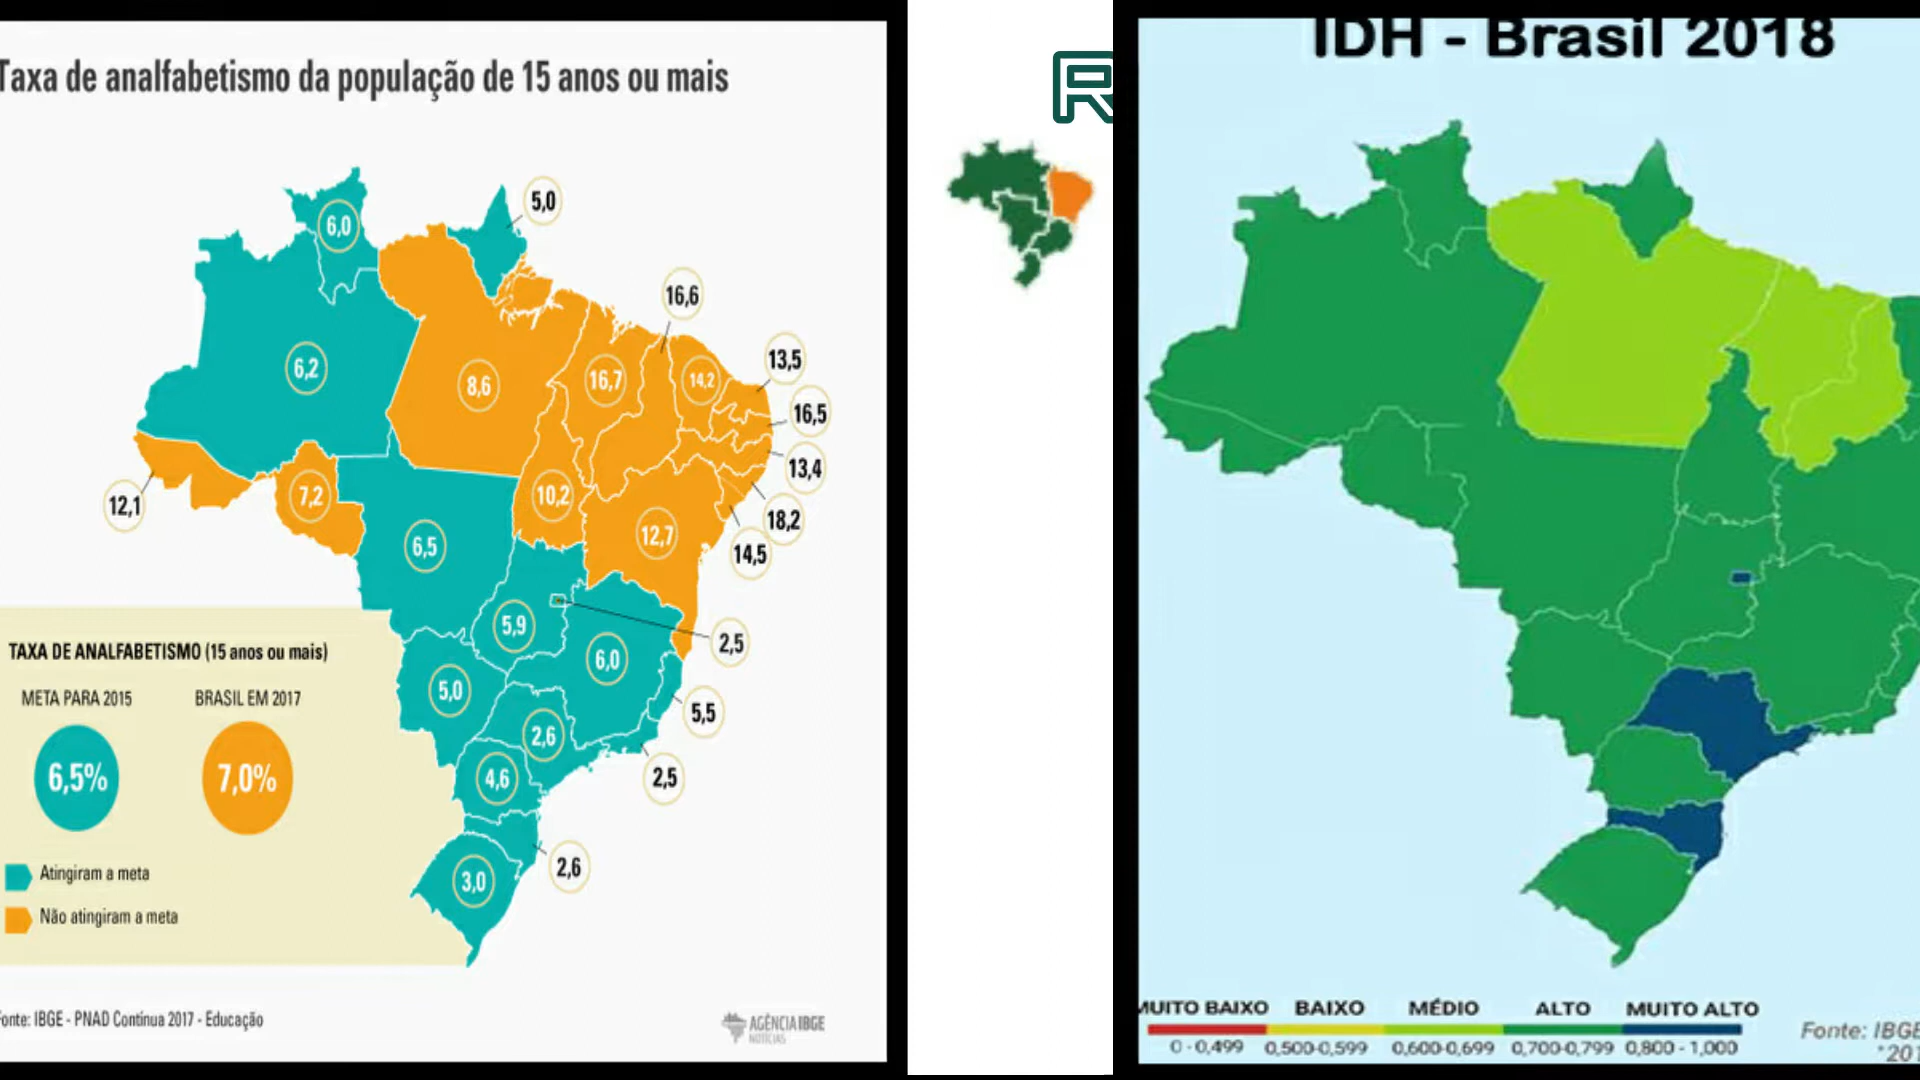 Taxa de analfabetismo da população de 15 anos ou mais
5,0
6,0
16,6
13,5
6,2
8,6
16,7
14,2
16,5
13,4
12,1
7,2
10,2
12,7
18,2
14,5
6,5
5,9
6,0
2,5
5,0
5,5
2,6
2,5
4,6
2,6
3,0
TAXA DE ANALFABETISMO (15 anos ou mais)
META PARA 2015
BRASIL EM 2017
6,5%
7,0%
Atingiram a meta
Não atingiram a meta
Fonte: IBGE - PNAD Contínua 2017 - Educação
AGÊNCIA IBGE
NOTÍCIAS
R
IDH - Brasil 2018
MUITO BAIXO BAIXO MÉDIO ALTO MUITO ALTO
0 - 0,499 0,500-0,599 0,600-0,699 0,700-0,799 0,800 - 1,000
Fonte: IBGE
*201